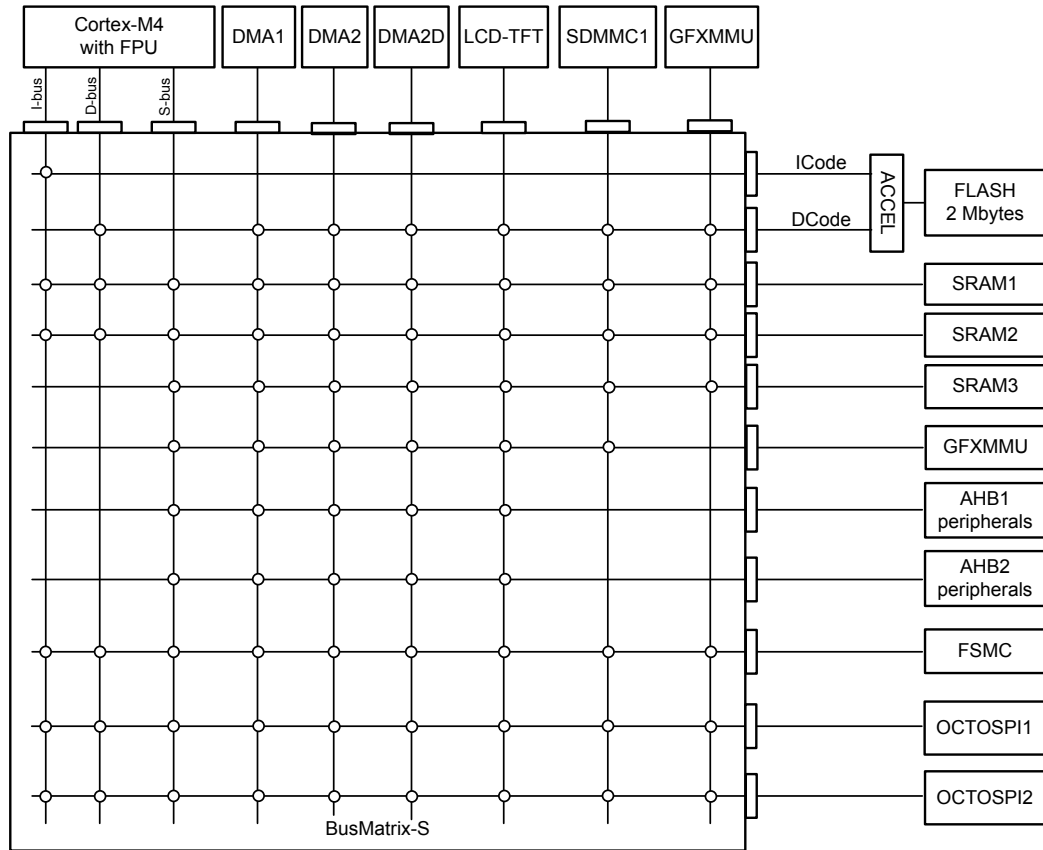 Cortex-M4
with FPU
DMA1
DMA2
DMA2D
LCD-TFT
SDMMC1
GFXMMU
I-bus
D-bus
S-bus
ICode
DCode
ACCEL
FLASH
2 Mbytes
SRAM1
SRAM2
SRAM3
GFXMMU
AHB1
peripherals
AHB2
peripherals
FSMC
OCTOSPI1
OCTOSPI2
BusMatrix-S